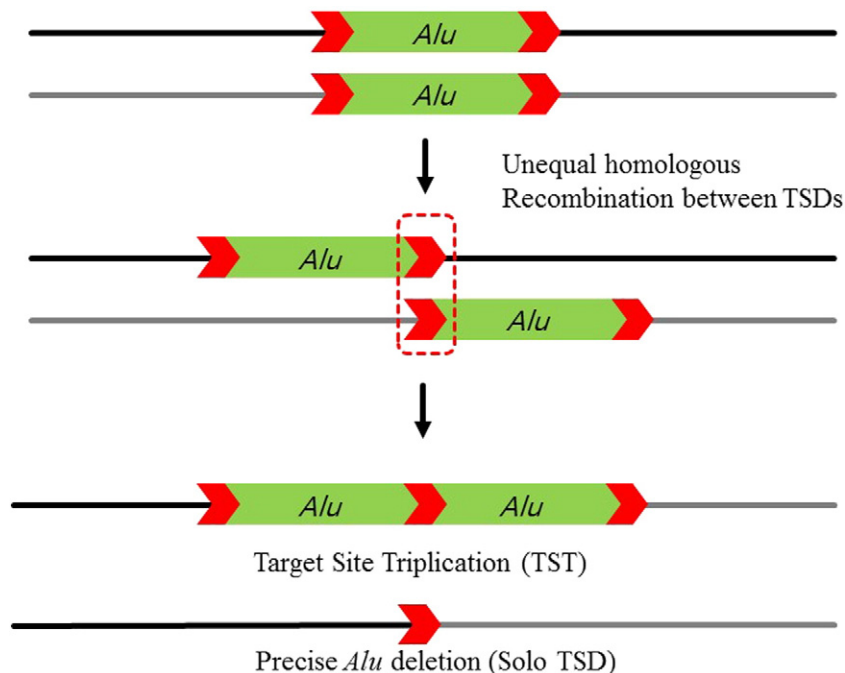 Alu
Alu
Unequal homologous
Recombination between TSDs
Alu
Alu
Alu Alu
Target Site Triplication (TST)
Precise Alu deletion (Solo TSD)